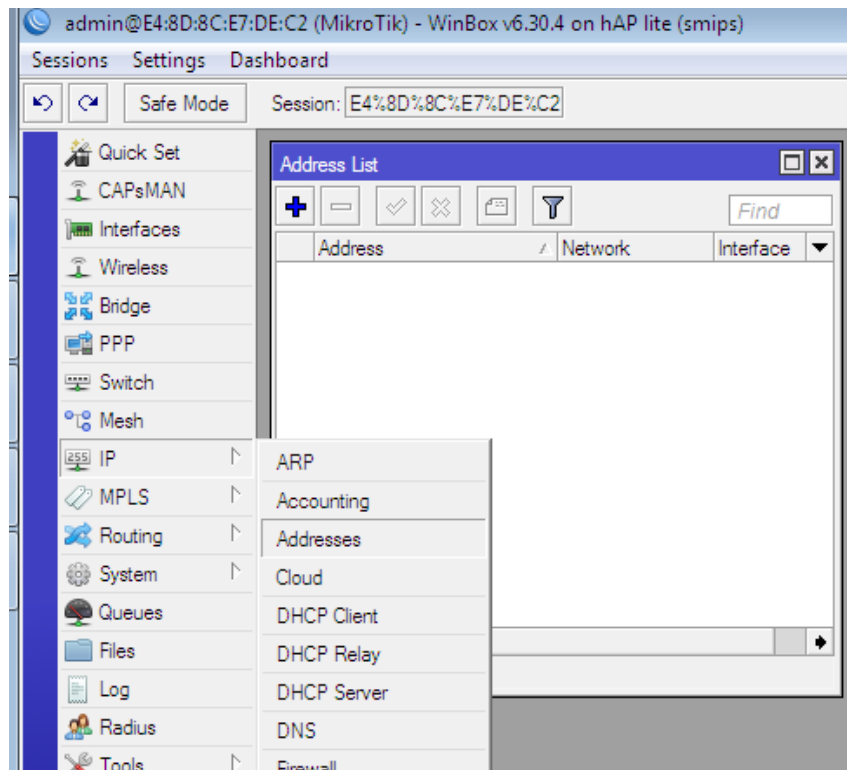 admin@E4:8D:8C:E7:DE:C2 (MikroTik) - WinBox v6.30.4 on hAP lite (smips)
Sessions Settings Dashboard
Safe Mode Session: E4%8D%8C%E7%DE%C2
Quick Set
CAPsMAN
Interfaces
Wireless
Bridge
PPP
Switch
Mesh
255 IP
MPLS
Routing
System
Queues
Files
Log
Radius
Tools
Address List
Find
Address Network Interface
ARP
Accounting
Addresses
Cloud
DHCP Client
DHCP Relay
DHCP Server
DNS
Firewall